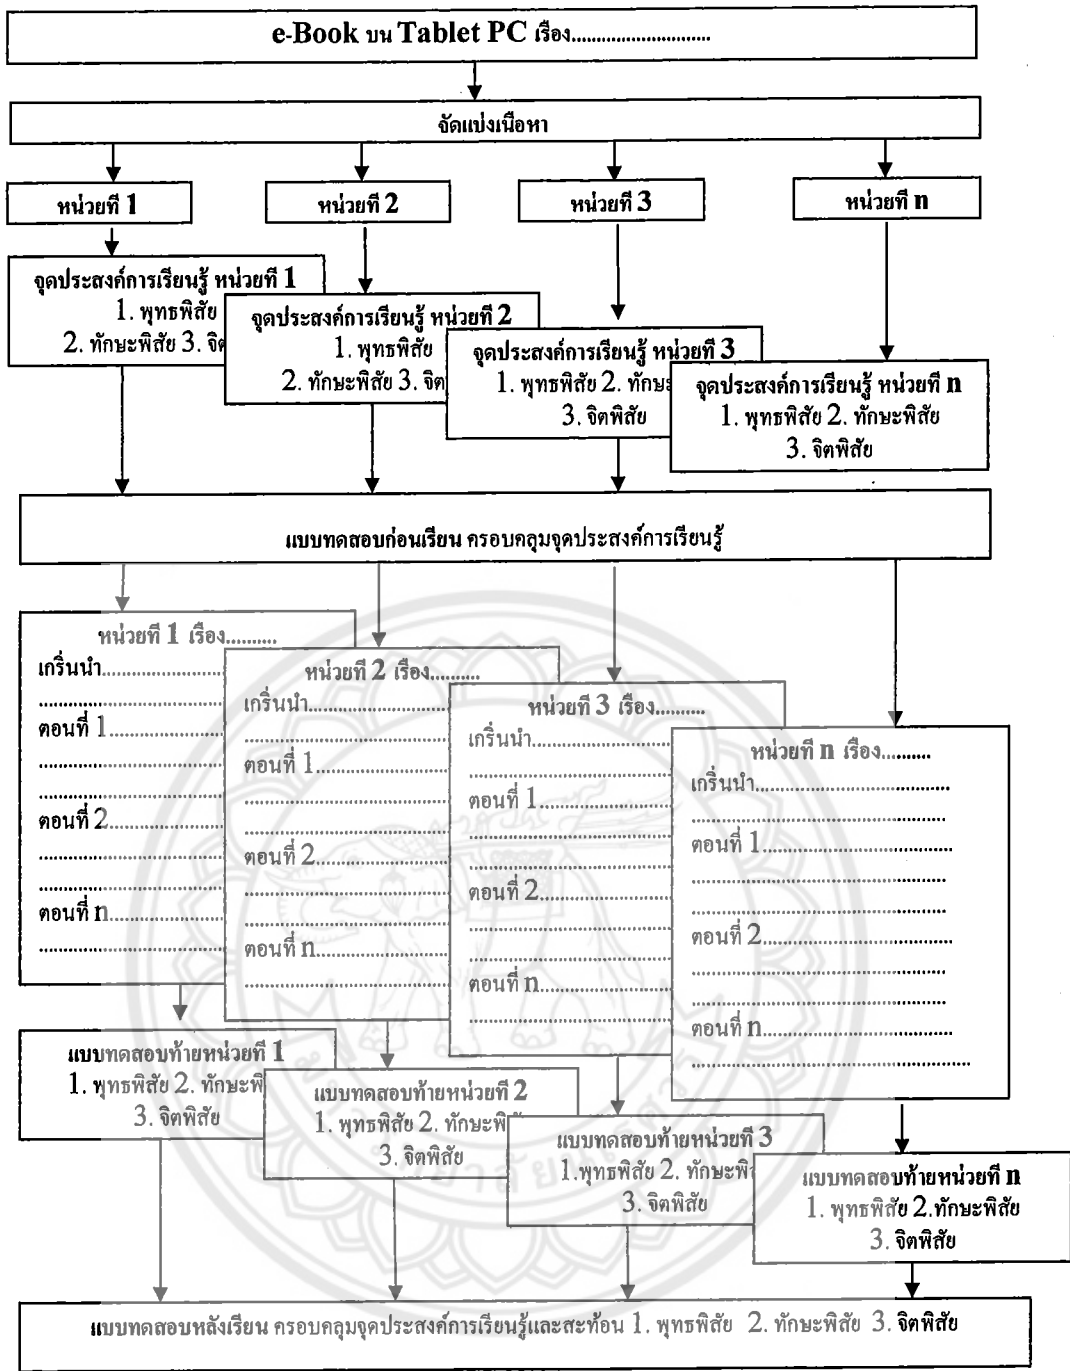 e-Book บน Tablet PC เรื่อง.............................
จัดแบ่งเนื้อหา
หน่วยที่ 1
หน่วยที่ 2
หน่วยที่ 3
หน่วยที่ n
จุดประสงค์การเรียนรู้ หน่วยที่ 1
1. พุทธพิสัย
2. ทักษะพิสัย 3. จิต
จุดประสงค์การเรียนรู้ หน่วยที่ 2
1. พุทธพิสัย
2. ทักษะพิสัย 3. จิต
จุดประสงค์การเรียนรู้ หน่วยที่ 3
1. พุทธพิสัย 2. ทักษะ
3. จิตพิสัย
จุดประสงค์การเรียนรู้ หน่วยที่ n
1. พุทธพิสัย 2. ทักษะพิสัย
3. จิตพิสัย
แบบทดสอบก่อนเรียน ครอบคลุมจุดประสงค์การเรียนรู้
หน่วยที่ 1 เรื่อง..........
เกริ่นนำ........................
ตอนที่ 1........................
ตอนที่ 2........................
ตอนที่ n........................
หน่วยที่ 2 เรื่อง..........
เกริ่นนำ........................
ตอนที่ 1........................
ตอนที่ 2........................
ตอนที่ n........................
หน่วยที่ 3 เรื่อง..........
เกริ่นนำ........................
ตอนที่ 1........................
ตอนที่ 2........................
ตอนที่ n........................
หน่วยที่ n เรื่อง..........
เกริ่นนำ.......................................
ตอนที่ 1.......................................
ตอนที่ 2.......................................
ตอนที่ n.......................................
แบบทดสอบท้ายหน่วยที่ 1
1. พุทธพิสัย 2. ทักษะพิ
3. จิตพิสัย
แบบทดสอบท้ายหน่วยที่ 2
1. พุทธพิสัย 2. ทักษะพิ
3. จิตพิสัย
แบบทดสอบท้ายหน่วยที่ 3
1.พุทธพิสัย 2. ทักษะพิ
3. จิตพิสัย
แบบทดสอบท้ายหน่วยที่ n
1. พุทธพิสัย 2.ทักษะพิสัย
3. จิตพิสัย
แบบทดสอบหลังเรียน ครอบคลุมจุดประสงค์การเรียนรู้และสะท้อน 1. พุทธพิสัย 2. ทักษะพิสัย 3. จิตพิสัย